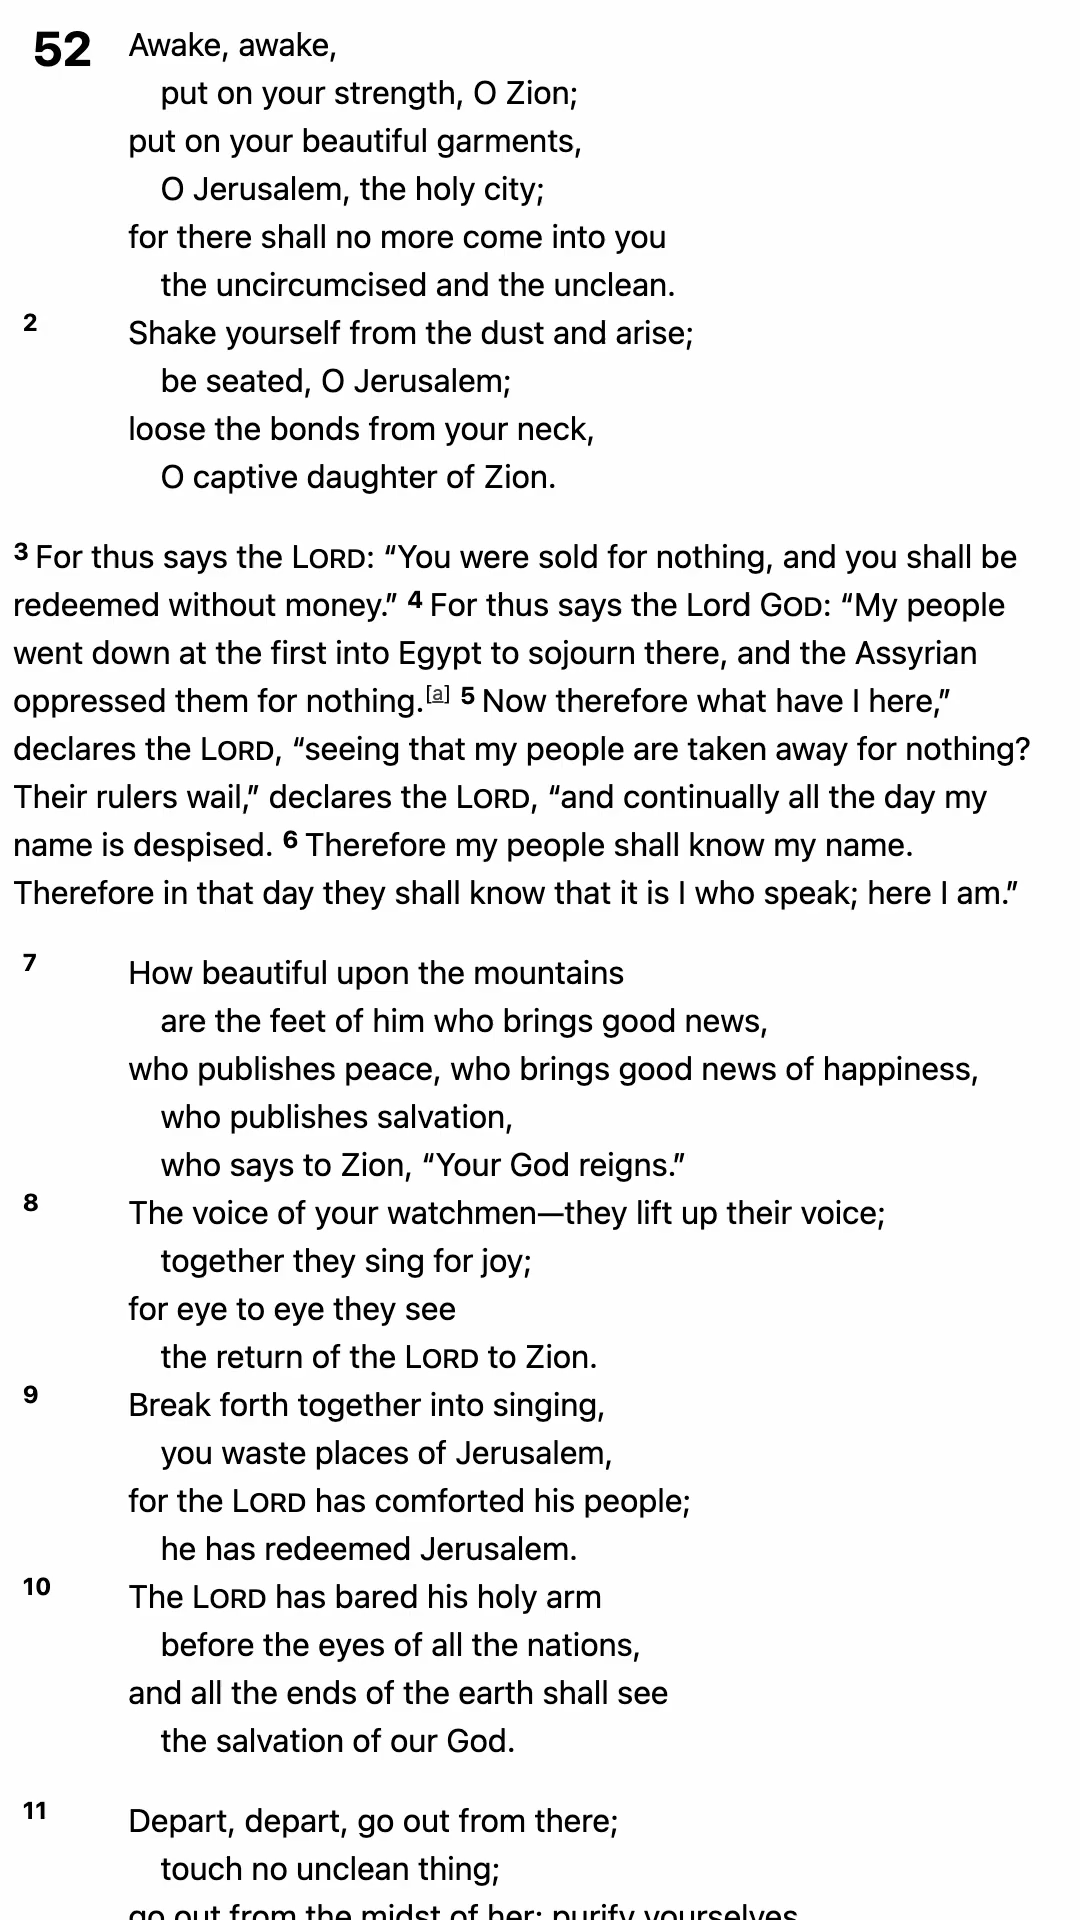 52 Awake, awake,
put on your strength, O Zion;
put on your beautiful garments,
O Jerusalem, the holy city;
for there shall no more come into you
the uncircumcised and the unclean.
2 Shake yourself from the dust and arise;
be seated, O Jerusalem;
loose the bonds from your neck,
O captive daughter of Zion.
3 For thus says the LORD: “You were sold for nothing, and you shall be
redeemed without money.” 4 For thus says the Lord GOD: “My people
went down at the first into Egypt to sojourn there, and the Assyrian
oppressed them for nothing.[a] 5 Now therefore what have I here,”
declares the LORD, “seeing that my people are taken away for nothing?
Their rulers wail,” declares the LORD, “and continually all the day my
name is despised. 6 Therefore my people shall know my name.
Therefore in that day they shall know that it is I who speak; here I am.”
7 How beautiful upon the mountains
are the feet of him who brings good news,
who publishes peace, who brings good news of happiness,
who publishes salvation,
who says to Zion, “Your God reigns.”
8 The voice of your watchmen—they lift up their voice;
together they sing for joy;
for eye to eye they see
the return of the LORD to Zion.
9 Break forth together into singing,
you waste places of Jerusalem,
for the LORD has comforted his people;
he has redeemed Jerusalem.
10 The LORD has bared his holy arm
before the eyes of all the nations,
and all the ends of the earth shall see
the salvation of our God.
11 Depart, depart, go out from there;
touch no unclean thing;
go out from the midst of her; purify yourselves